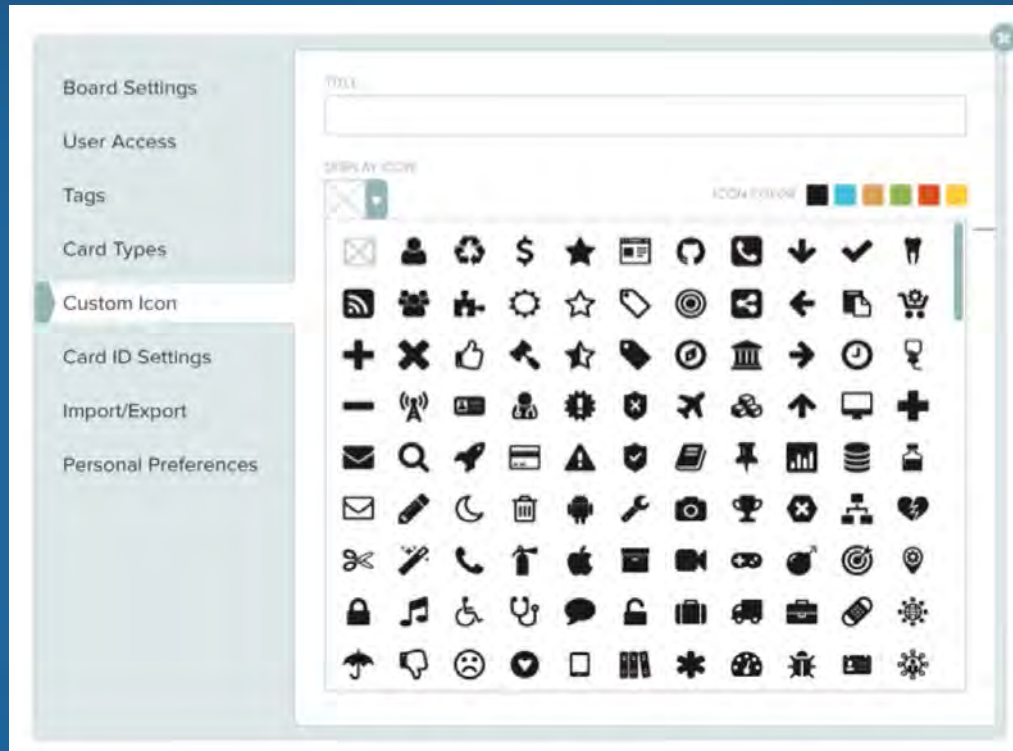 Board Settings
User Access
Tags
Card Types
Custom Icon
Card ID Settings
Import/Export
Personal Preferences
TITLE
DISPLAY ICON
ICON COLOR